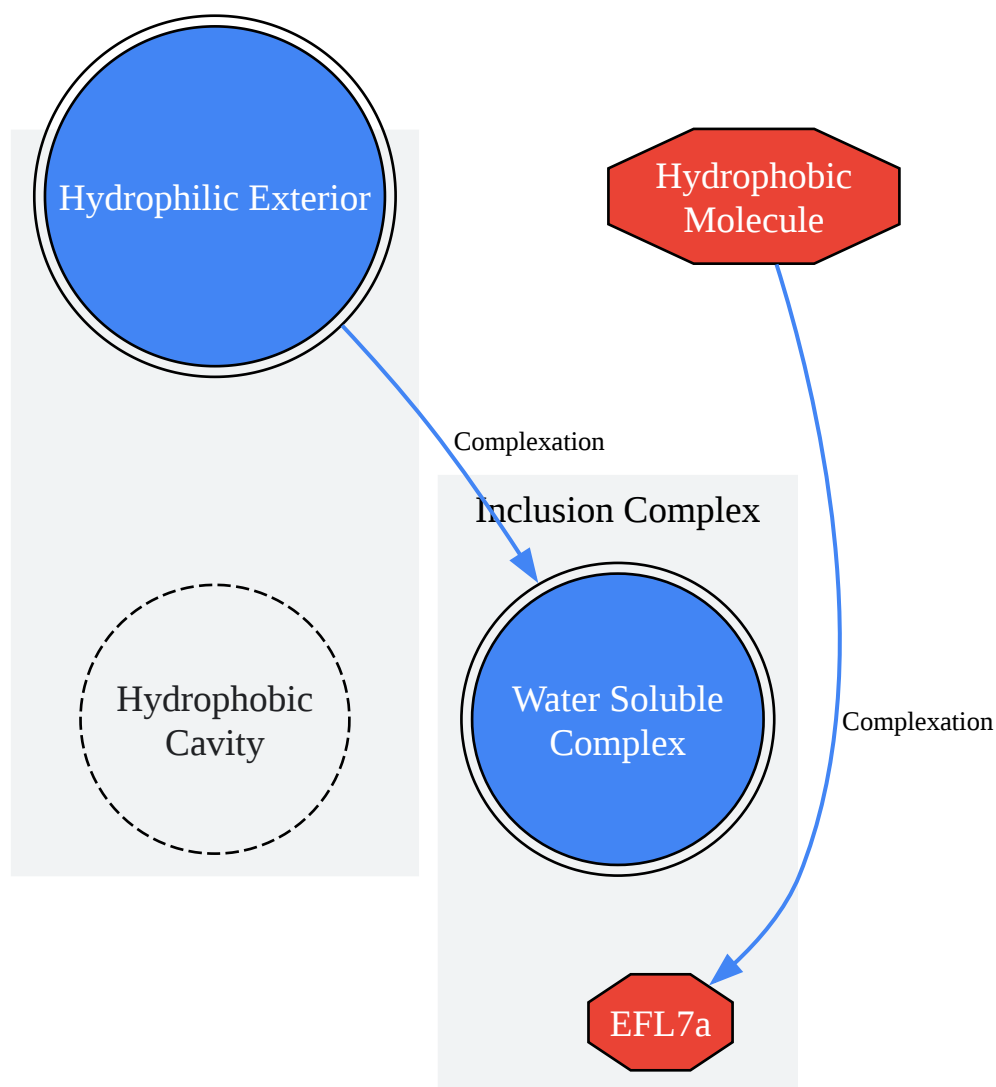 Hydrophilic Exterior
Hydrophobic
Molecule
Complexation
Inclusion Complex
Hydrophobic
Cavity
Water Soluble
Complex
Complexation
EFL7a